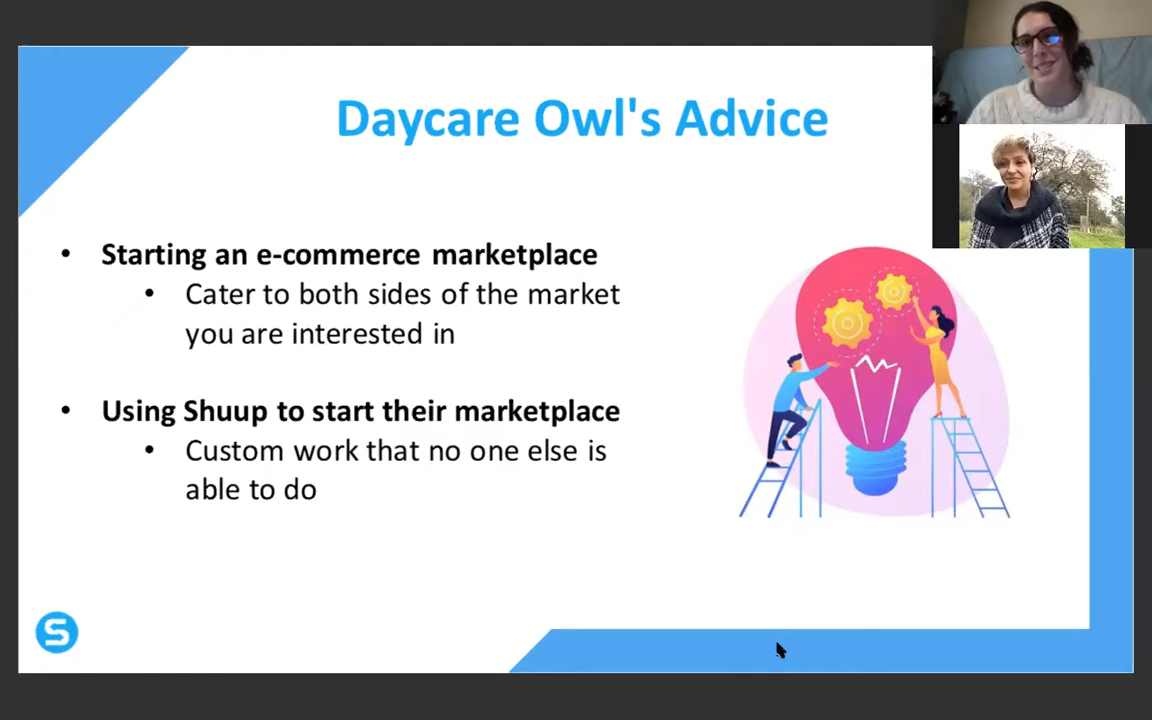 Daycare Owl's Advice
• Starting an e-commerce marketplace
• Cater to both sides of the market
you are interested in
• Using Shuup to start their marketplace
• Custom work that no one else is
able to do
S